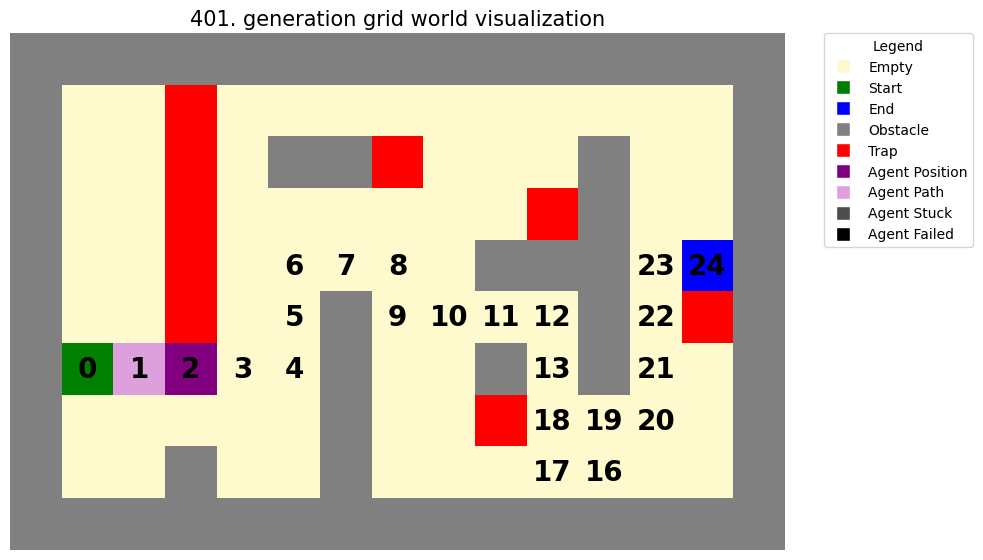 401. generation grid world visualization
Legend
Empty
Start
End
Obstacle
Trap
Agent Position
Agent Path
Agent Stuck
Agent Failed
6 7 8 23 24
5 9 10 11 12 22
0 1 2 3 4 13 21
18 19 20
17 16